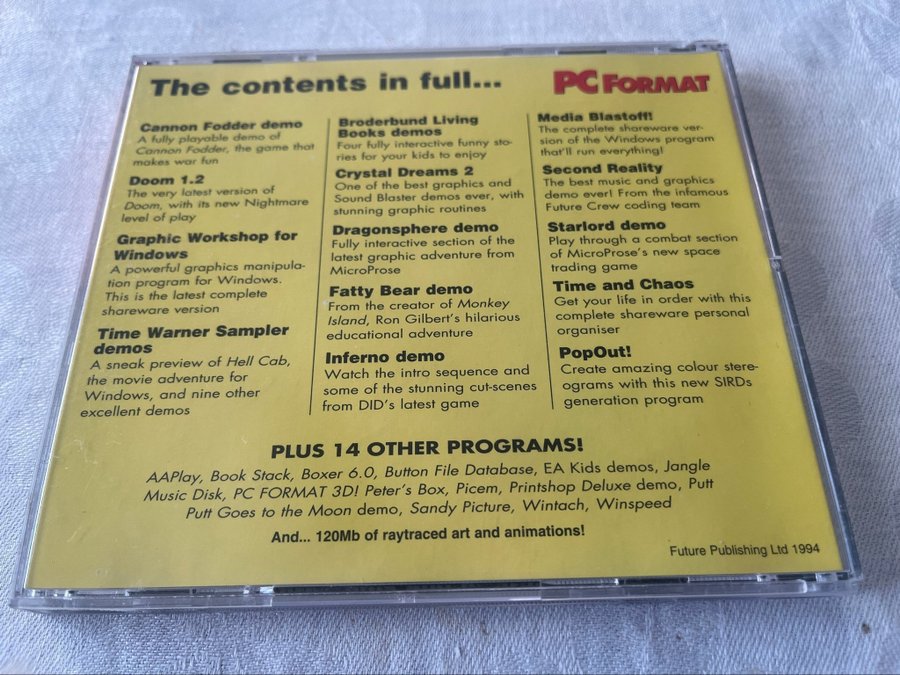 The contents in full...
PC FORMAT
Cannon Fodder demo
A fully playable demo of
Cannon Fodder, the game that
makes war fun
Doom 1.2
The very latest version of
Doom, with its new Nightmare
level of play
Graphic Workshop for
Windows
A powerful graphics manipula-
tion program for Windows.
This is the latest complete
shareware version
Time Warner Sampler
demos
A sneak preview of Hell Cab,
the movie adventure for
Windows, and nine other
excellent demos
Broderbund Living
Books demos
Four fully interactive funny sto-
ries for your kids to enjoy
Crystal Dreams 2
One of the best graphics and
Sound Blaster demos ever, with
stunning graphic routines
Dragonsphere demo
Fully interactive section of the
latest graphic adventure from
MicroProse
Fatty Bear demo
From the creator of Monkey
Island, Ron Gilbert's hilarious
educational adventure
Inferno demo
Watch the intro sequence and
some of the stunning cut-scenes
from DID's latest game
Media Blastoff!
The complete shareware ver-
sion of the Windows program
that'll run everything!
Second Reality
The best music and graphics
demo ever! From the infamous
Future Crew coding team
Starlord demo
Play through a combat section
of MicroProse's new space
trading game
Time and Chaos
Get your life in order with this
complete shareware personal
organiser
PopOut!
Create amazing colour stere-
ograms with this new SIRDs
generation program
PLUS 14 OTHER PROGRAMS!
AAPlay, Book Stack, Boxer 6.0, Button File Database, EA Kids demos, Jangle
Music Disk, PC FORMAT 3D! Peter's Box, Picem, Printshop Deluxe demo, Putt
Putt Goes to the Moon demo, Sandy Picture, Wintach, Winspeed
And... 120Mb of raytraced art and animations!
Future Publishing Ltd 1994